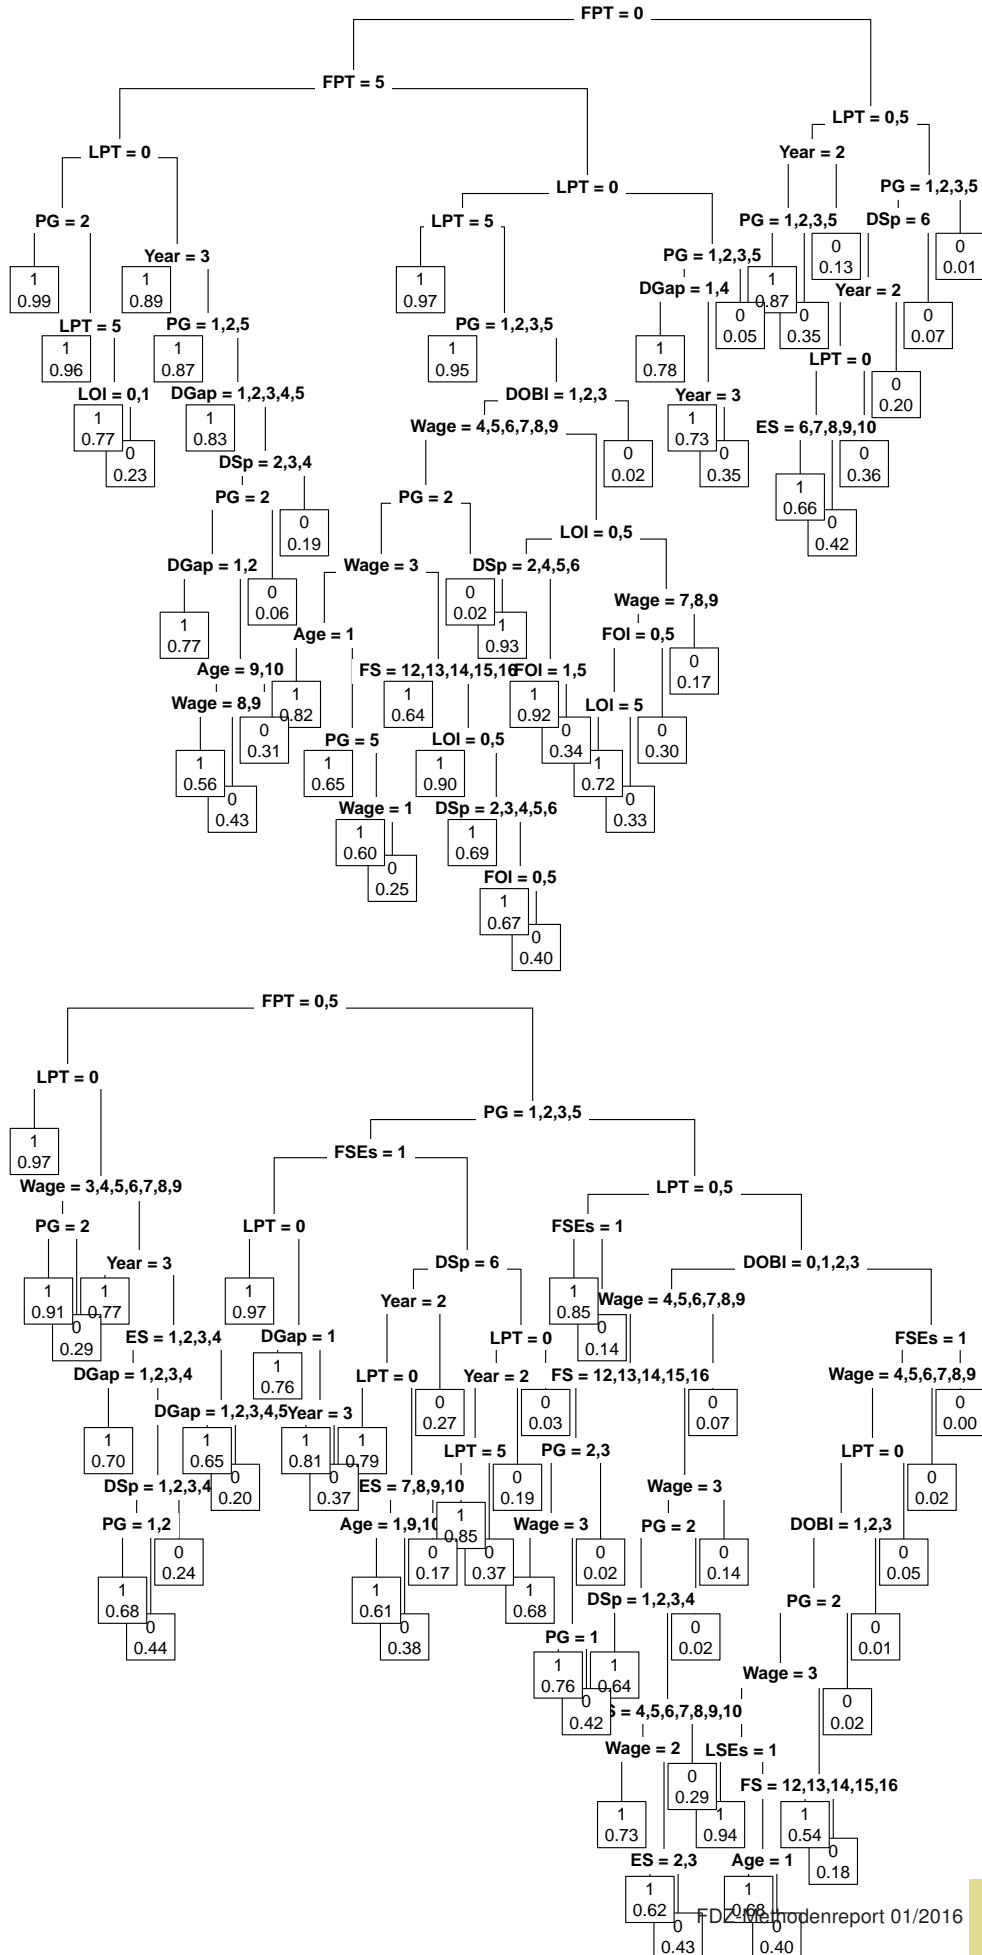 FPT = 0
FPT = 5
LPT = 0,5
LPT = 0
Year = 2
LPT = 0
PG = 1,2,3,5
PG = 2
LPT = 5
PG = 1,2,3,5
DSp = 6
Year = 3
PG = 1,2,3,5
0
0.13
0
0.01
1
0.99
1
0.89
1
0.97
DGap = 1,4
1
0.87
Year = 2
LPT = 5
PG = 1,2,5
PG = 1,2,3,5
0
0.05
0
0.35
0
0.07
1
0.96
1
0.87
1
0.95
1
0.78
LPT = 0
LOI = 0,1
DGap = 1,2,3,4,5
DOBI = 1,2,3
Year = 3
0
0.20
1
0.77
1
0.83
Wage = 4,5,6,7,8,9
1
0.73
ES = 6,7,8,9,10
0
0.23
DSp = 2,3,4
0
0.02
0
0.35
0
0.36
PG = 2
PG = 2
1
0.66
0
0.19
LOI = 0,5
0
0.42
DGap = 1,2
Wage = 3
DSp = 2,4,5,6
0
0.06
0
0.02
Wage = 7,8,9
1
0.77
Age = 1
1
0.93
FOI = 0,5
Age = 9,10
FS = 12,13,14,15,16
FOI = 1,5
0
0.17
Wage = 8,9
1
0.82
1
0.64
1
0.92
LOI = 5
0
0.31
PG = 5
LOI = 0,5
0
0.34
0
0.30
1
0.56
1
0.65
1
0.90
1
0.72
0
0.43
Wage = 1
DSp = 2,3,4,5,6
0
0.33
1
0.60
1
0.69
0
0.25
FOI = 0,5
1
0.67
0
0.40
FPT = 0,5
LPT = 0
PG = 1,2,3,5
1
0.97
FSEs = 1
Wage = 3,4,5,6,7,8,9
LPT = 0,5
PG = 2
LPT = 0
FSEs = 1
Year = 3
DSp = 6
DOBI = 0,1,2,3
1
0.91
1
0.77
1
0.97
Year = 2
1
0.85
Wage = 4,5,6,7,8,9
0
0.29
ES = 1,2,3,4
DGap = 1
LPT = 0
0
0.14
FSEs = 1
DGap = 1,2,3,4
1
0.76
LPT = 0
Year = 2
FS = 12,13,14,15,16
Wage = 4,5,6,7,8,9
DGap = 1,2,3,4,5
Year = 3
0
0.27
0
0.03
0
0.07
0
0.00
1
0.70
1
0.65
1
0.81
1
0.79
LPT = 5
PG = 2,3
LPT = 0
DSp = 1,2,3,4
0
0.20
0
0.37
ES = 7,8,9,10
0
0.19
Wage = 3
0
0.02
PG = 1,2
Age = 1,9,10
1
0.85
Wage = 3
PG = 2
DOBI = 1,2,3
0
0.24
0
0.17
0
0.37
0
0.02
0
0.14
0
0.05
1
0.68
1
0.61
1
0.68
DSp = 1,2,3,4
PG = 2
0
0.44
0
0.38
PG = 1
0
0.02
0
0.01
1
0.76
1
0.64
Wage = 3
0
0.42
= 4,5,6,7,8,9,10
0
0.02
Wage = 2
LSEs = 1
0
0.29
FS = 12,13,14,15,16
1
0.73
1
0.94
1
0.54
0
0.18
ES = 2,3
Age = 1
1
0.62
1
0.68
FDZ-Methodenreport 01/2016
0
0.43
0
0.40